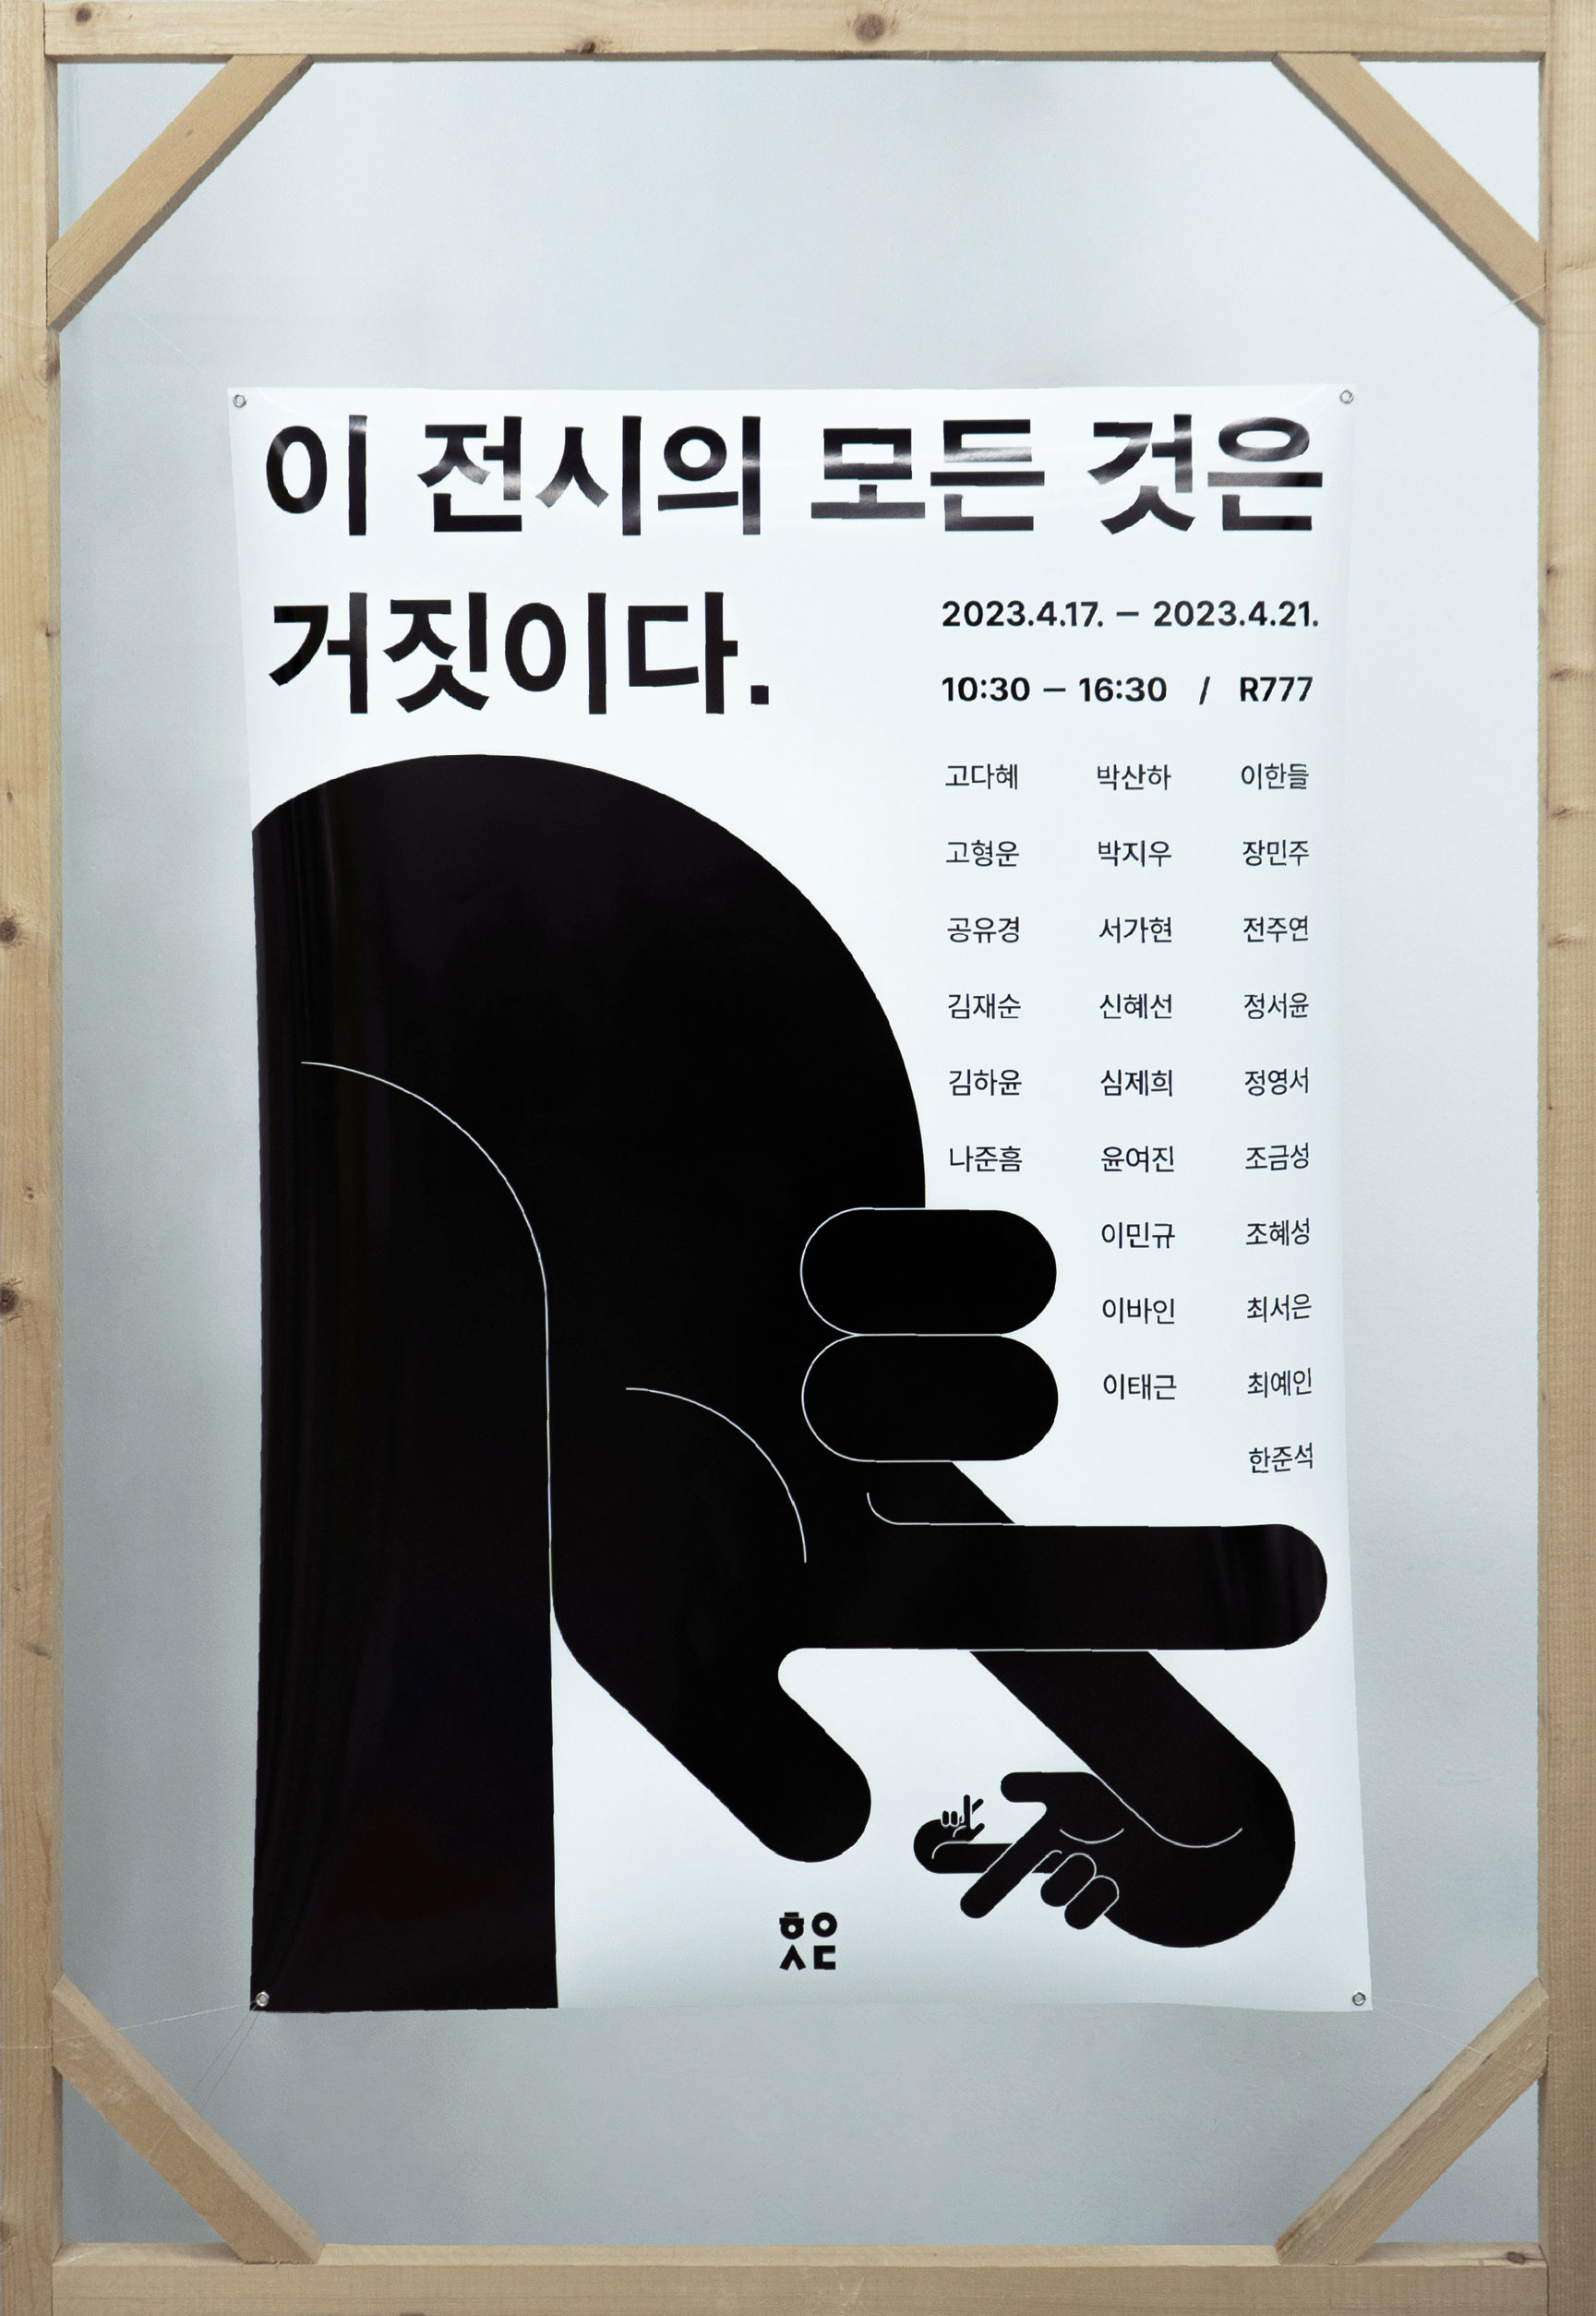 이 전시의 모든 것은
거짓이다.
2023.4.17. — 2023.4.21.
10:30 — 16:30 / R777
고다혜 박산하 이한들
고형운 박지우 장민주
공유경 서가현 전주연
김재순 신혜선 정서윤
김하윤 심제희 정영서
나준흠 윤여진 조금성
이민규 조혜성
이바인 최서은
이태근 최예인
한준석
ㅎㅇ
ㅅㄷ